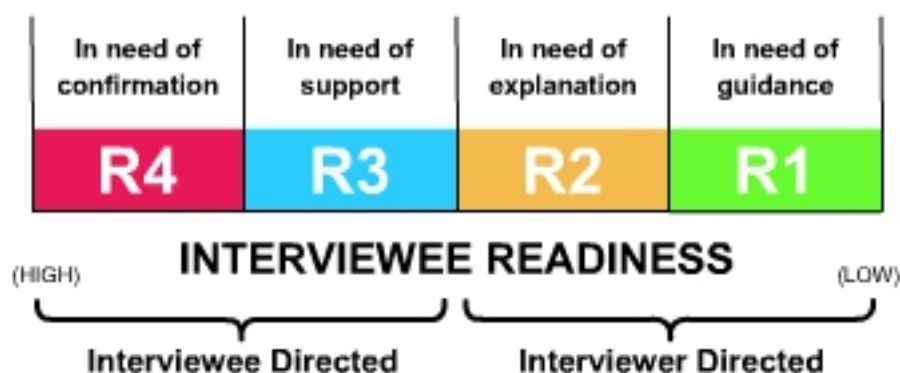 In need of
confirmation
In need of
support
In need of
explanation
In need of
guidance
R4
R3
R2
R1
INTERVIEWEE READINESS
(HIGH)
(LOW)
Interviewee Directed
Interviewer Directed